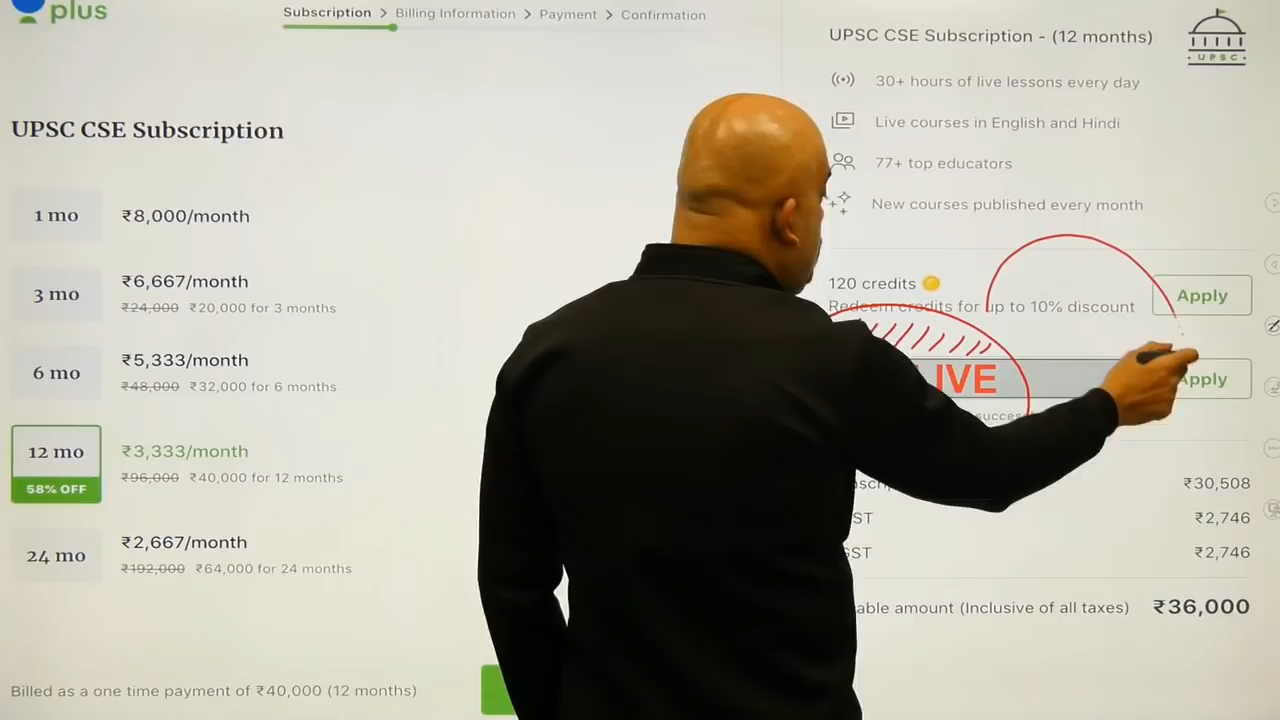 plus
Subscription > Billing Information > Payment > Confirmation
UPSC CSE Subscription
1 mo ₹8,000/month
3 mo ₹6,667/month
₹24,000 ₹20,000 for 3 months
6 mo ₹5,333/month
₹48,000 ₹32,000 for 6 months
12 mo ₹3,333/month
58% OFF ₹96,000 ₹40,000 for 12 months
24 mo ₹2,667/month
₹192,000 ₹64,000 for 24 months
Billed as a one time payment of ₹40,000 (12 months)
UPSC CSE Subscription - (12 months)
UPSC
30+ hours of live lessons every day
Live courses in English and Hindi
77+ top educators
New courses published every month
120 credits
Redeem credits for up to 10% discount
Apply
LIVE
Apply
₹30,508
₹2,746
₹2,746
amount (Inclusive of all taxes) ₹36,000